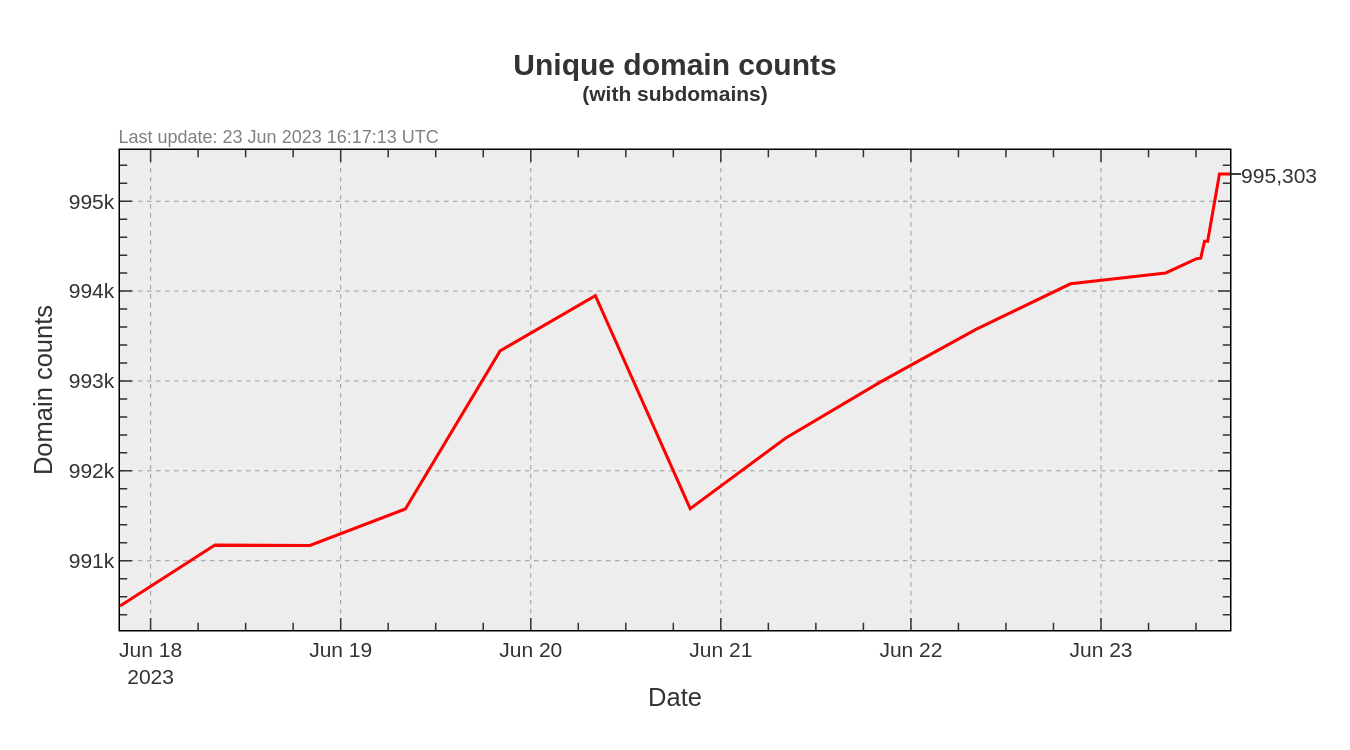 Unique domain counts
(with subdomains)
Last update: 23 Jun 2023 16:17:13 UTC
995,303
995k
994k
993k
992k
991k
Domain counts
Jun 18
2023
Jun 19
Jun 20
Jun 21
Jun 22
Jun 23
Date